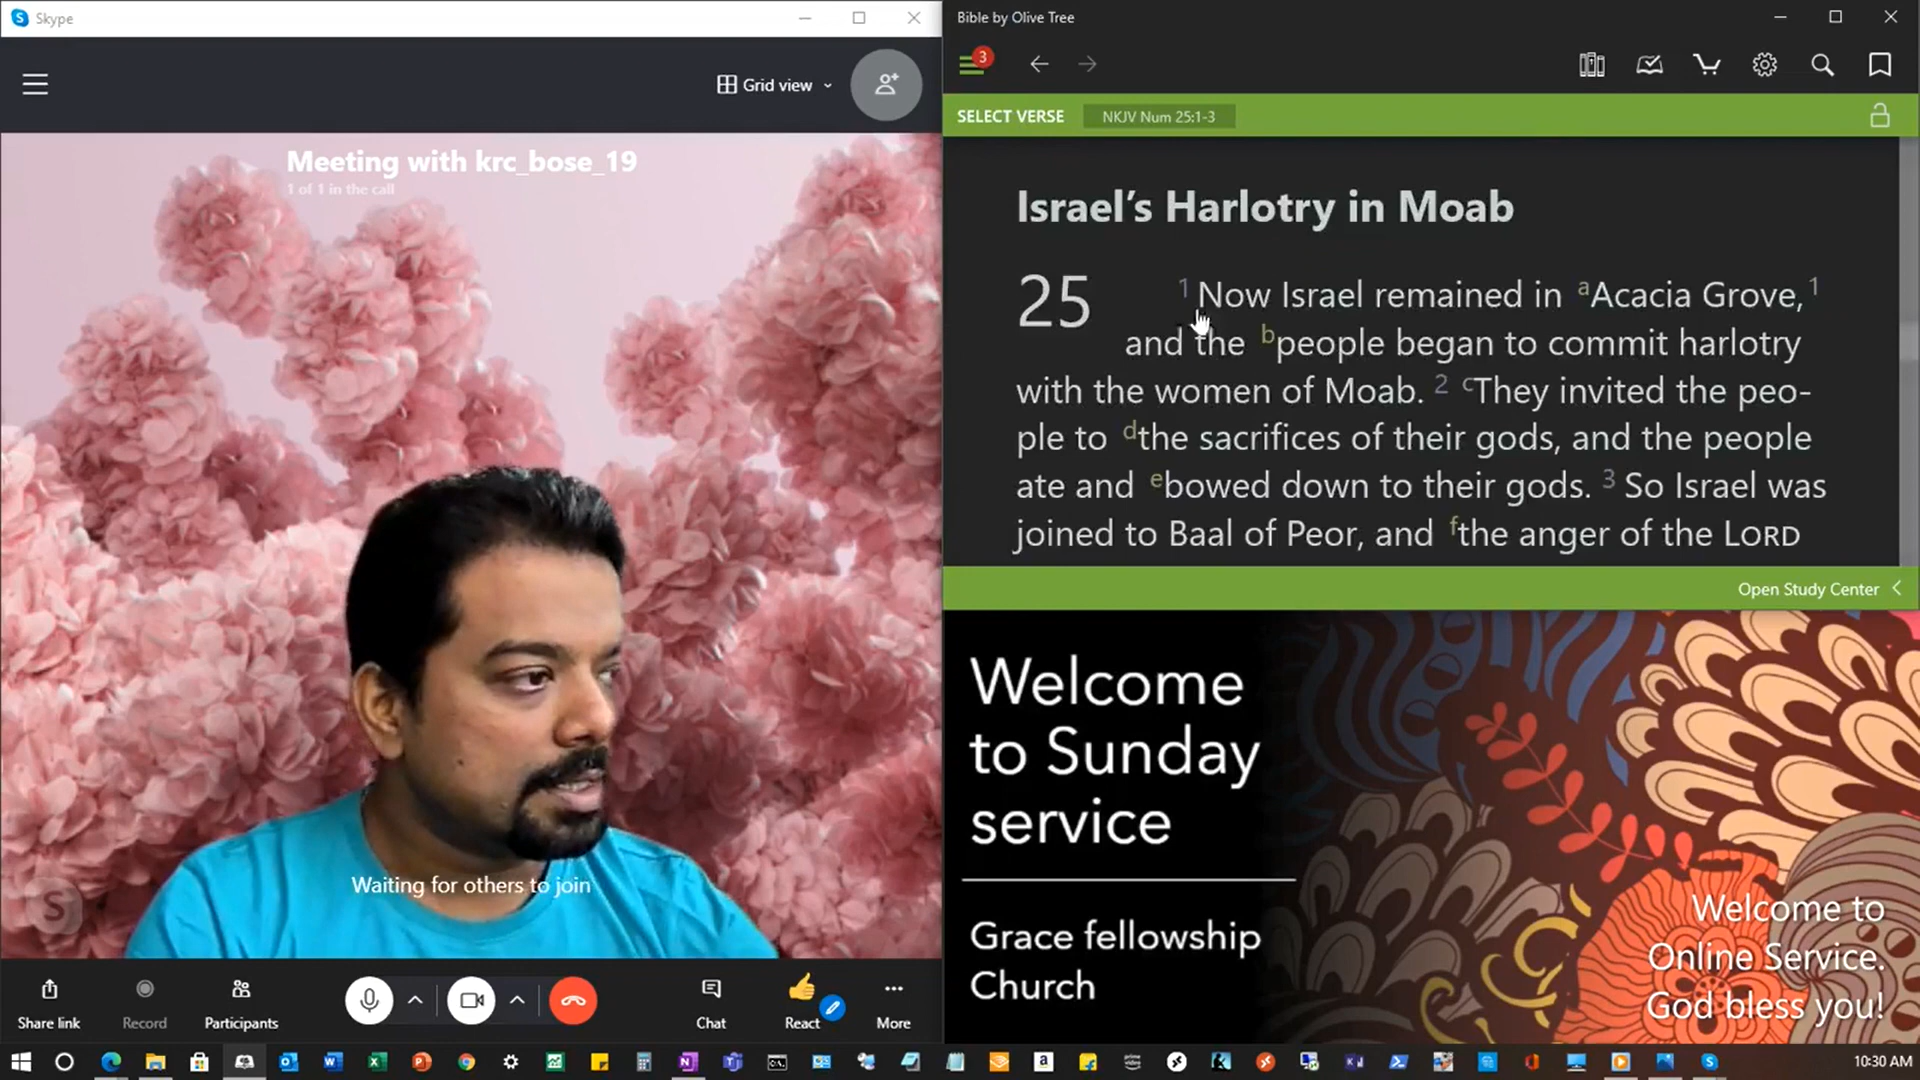 Skype
Grid view
Meeting with krc_bose_19
1 of 1 in the call
Waiting for others to join
Share link
Record
Participants
Chat
React
More
Bible by Olive Tree
3
SELECT VERSE
NKJV Num 25:1-3
Israel’s Harlotry in Moab
25 1 Now Israel remained in aAcacia Grove,1
and the bpeople began to commit harlotry
with the women of Moab. 2 cThey invited the peo-
ple to dthe sacrifices of their gods, and the people
ate and ebowed down to their gods. 3 So Israel was
joined to Baal of Peor, and fthe anger of the LORD
Open Study Center
Welcome
to Sunday
service
Grace fellowship
Church
Welcome to
Online Service.
God bless you!
10:30 AM